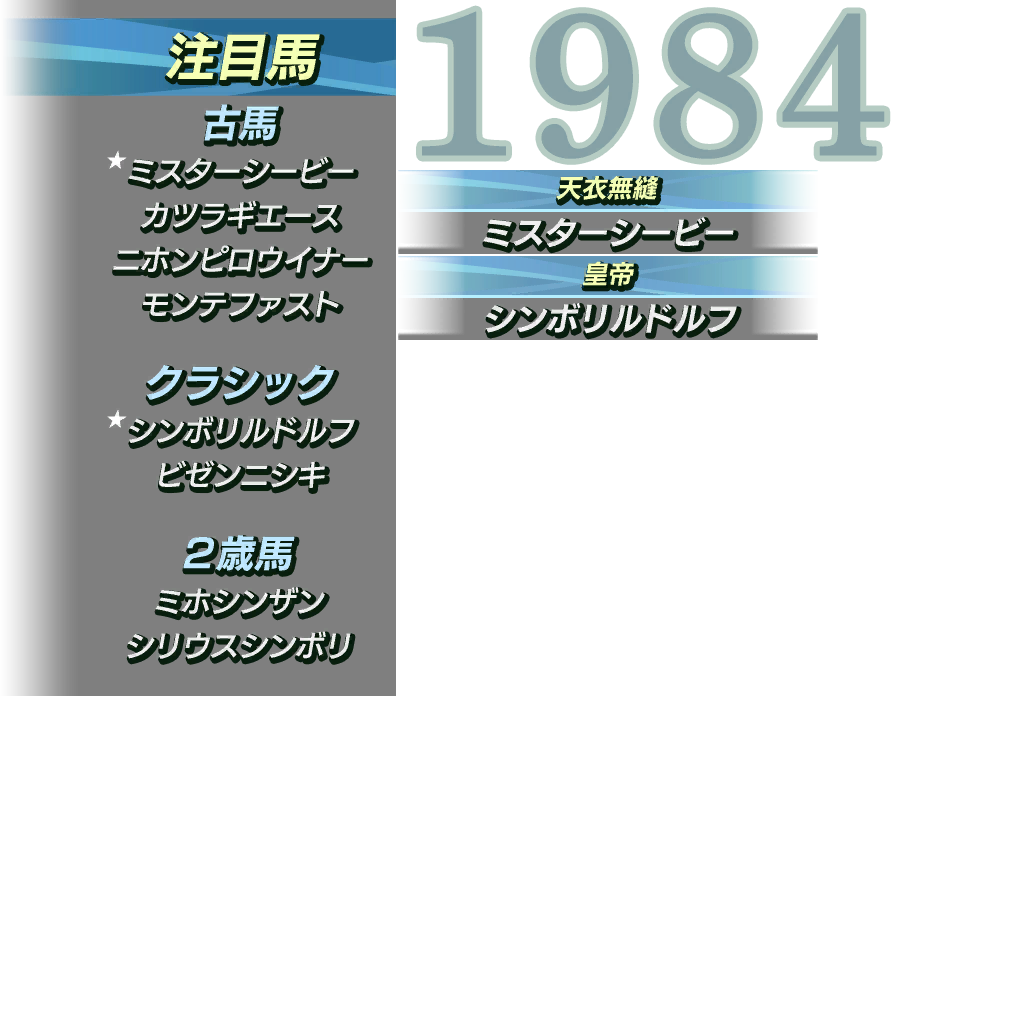 注目馬
古馬
★ミスターシービー
カツラギエース
ニホンピロウイナー
モンテファスト
クラシック
★シンボリルドルフ
ビゼンニシキ
２歳馬
ミホシンザン
シリウスシンボリ
1984
天衣無縫
ミスターシービー
皇帝
シンボリルドルフ